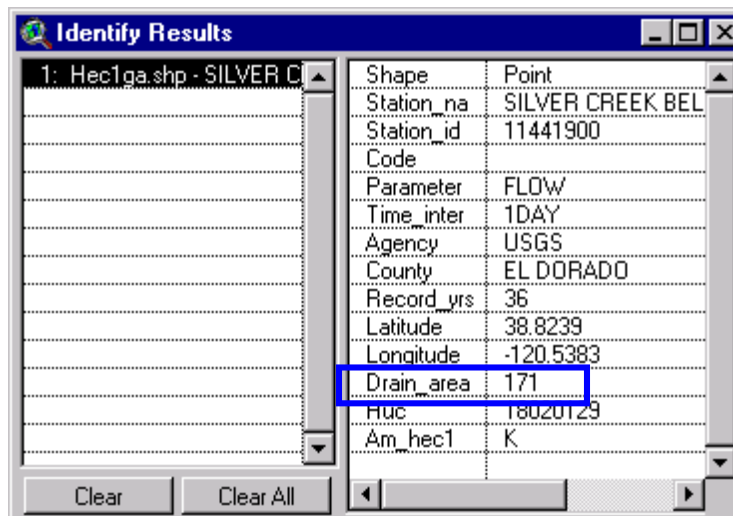 Identify Results
1: Hec1ga.shp - SILVER C
Shape Point
Station_na SILVER CREEK BEL
Station_id 11441900
Code
Parameter FLOW
Time_inter 1DAY
Agency USGS
County EL DORADO
Record_yrs 36
Latitude 38.8239
Longitude -120.5383
Drain_area 171
Huc 18020129
Am_hec1 K
Clear Clear All